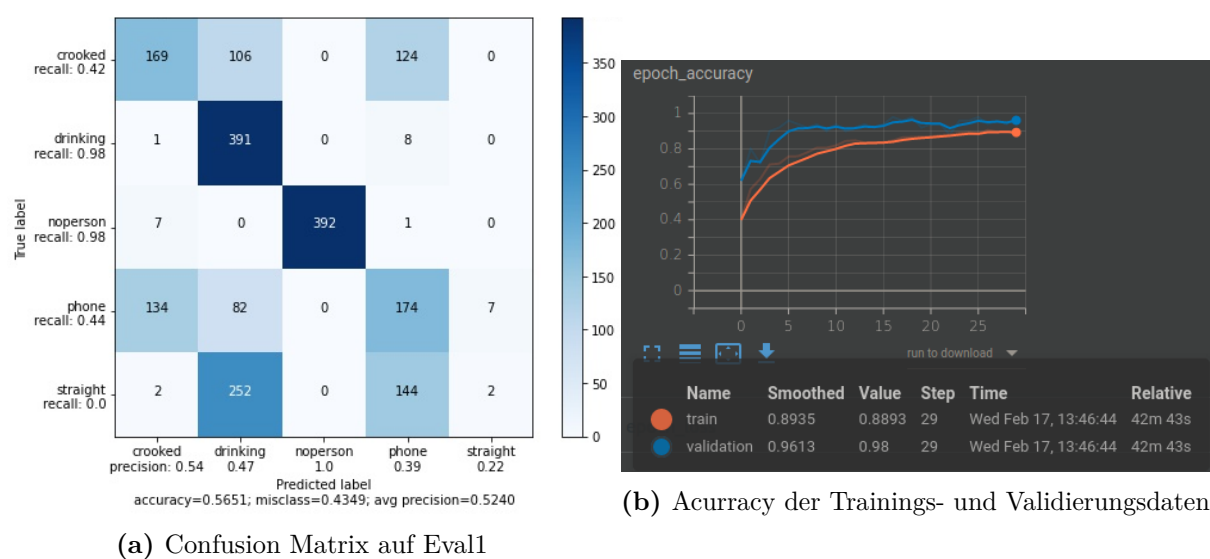 crooked
recall: 0.42
169 106 0 124 0
drinking
recall: 0.98
1 391 0 8 0
noperson
recall: 0.98
7 0 392 1 0
phone
recall: 0.44
134 82 0 174 7
straight
recall: 0.0
2 252 0 144 2
True label
crooked drinking noperson phone straight
precision: 0.54 0.47 1.0 0.39 0.22
Predicted label
accuracy=0.5651; misclass=0.4349; avg precision=0.5240
350
300
250
200
150
100
50
0
(a) Confusion Matrix auf Eval1
epoch_accuracy
1
0.8
0.6
0.4
0.2
0
0 5 10 15 20 25
run to download
Name Smoothed Value Step Time Relative
train 0.8935 0.8893 29 Wed Feb 17, 13:46:44 42m 43s
validation 0.9613 0.98 29 Wed Feb 17, 13:46:44 42m 43s
(b) Acurracy der Trainings- und Validierungsdaten